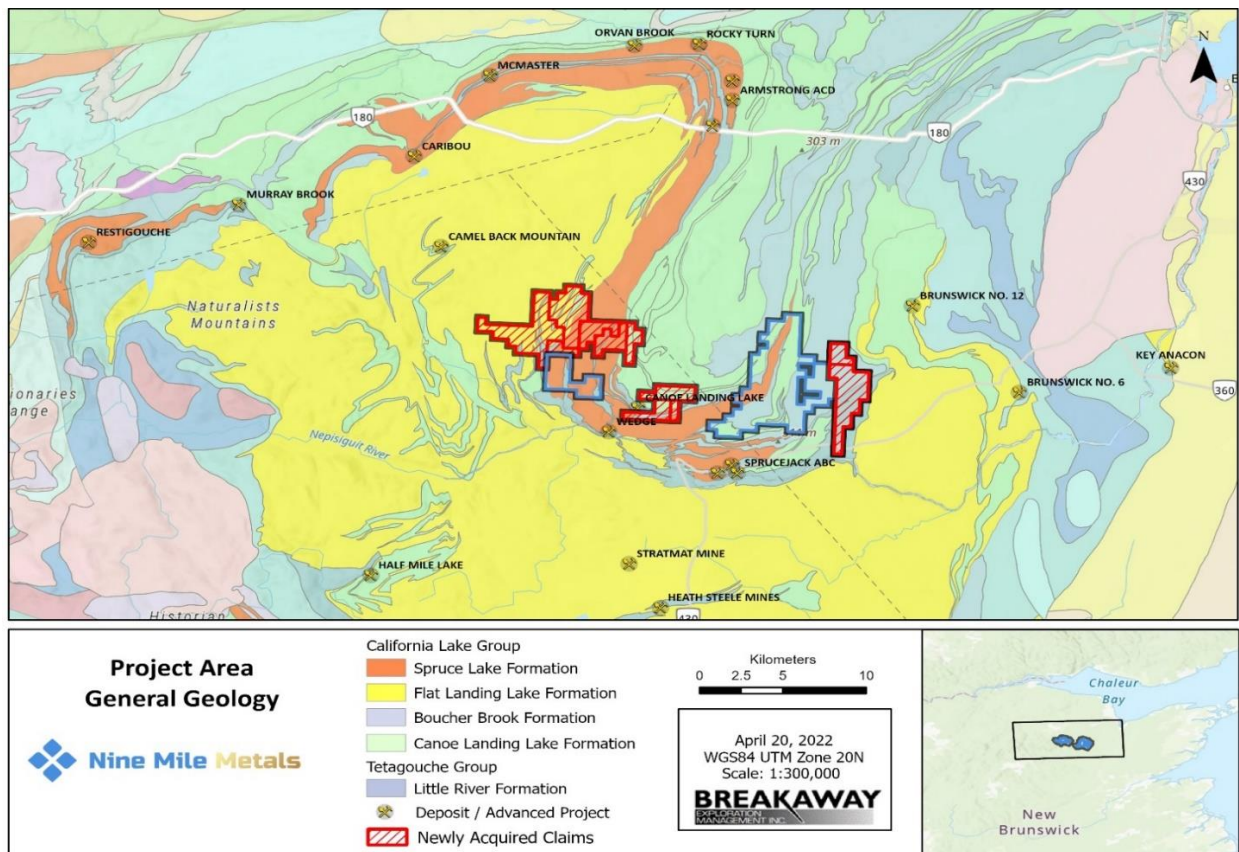 ORVAN BROOK
ROCKY TURN
N
MCMASTER
ARMSTRONG ACD
180
180
303 m
CARIBOU
430
MURRAY BROOK
RESTIGOUCHE
CAMEL BACK MOUNTAIN
Naturalists
Mountains
BRUNSWICK NO. 12
KEY ANACON
BRUNSWICK NO. 6
360
CANOE LANDING LAKE
WEDGE
Nepisiguit River
SPRUCEJACK ABC
STRATMAT MINE
HALF MILE LAKE
HEATH STEELE MINES
Historian
430
Project Area
General Geology
Nine Mile Metals
California Lake Group
Spruce Lake Formation
Flat Landing Lake Formation
Boucher Brook Formation
Canoe Landing Lake Formation
Tetagouche Group
Little River Formation
Deposit / Advanced Project
Newly Acquired Claims
Kilometers
0 2.5 5 10
April 20, 2022
WGS84 UTM Zone 20N
Scale: 1:300,000
BREAKAWAY
EXPLORATION
MANAGEMENT INC.
Chaleur
Bay
New
Brunswick